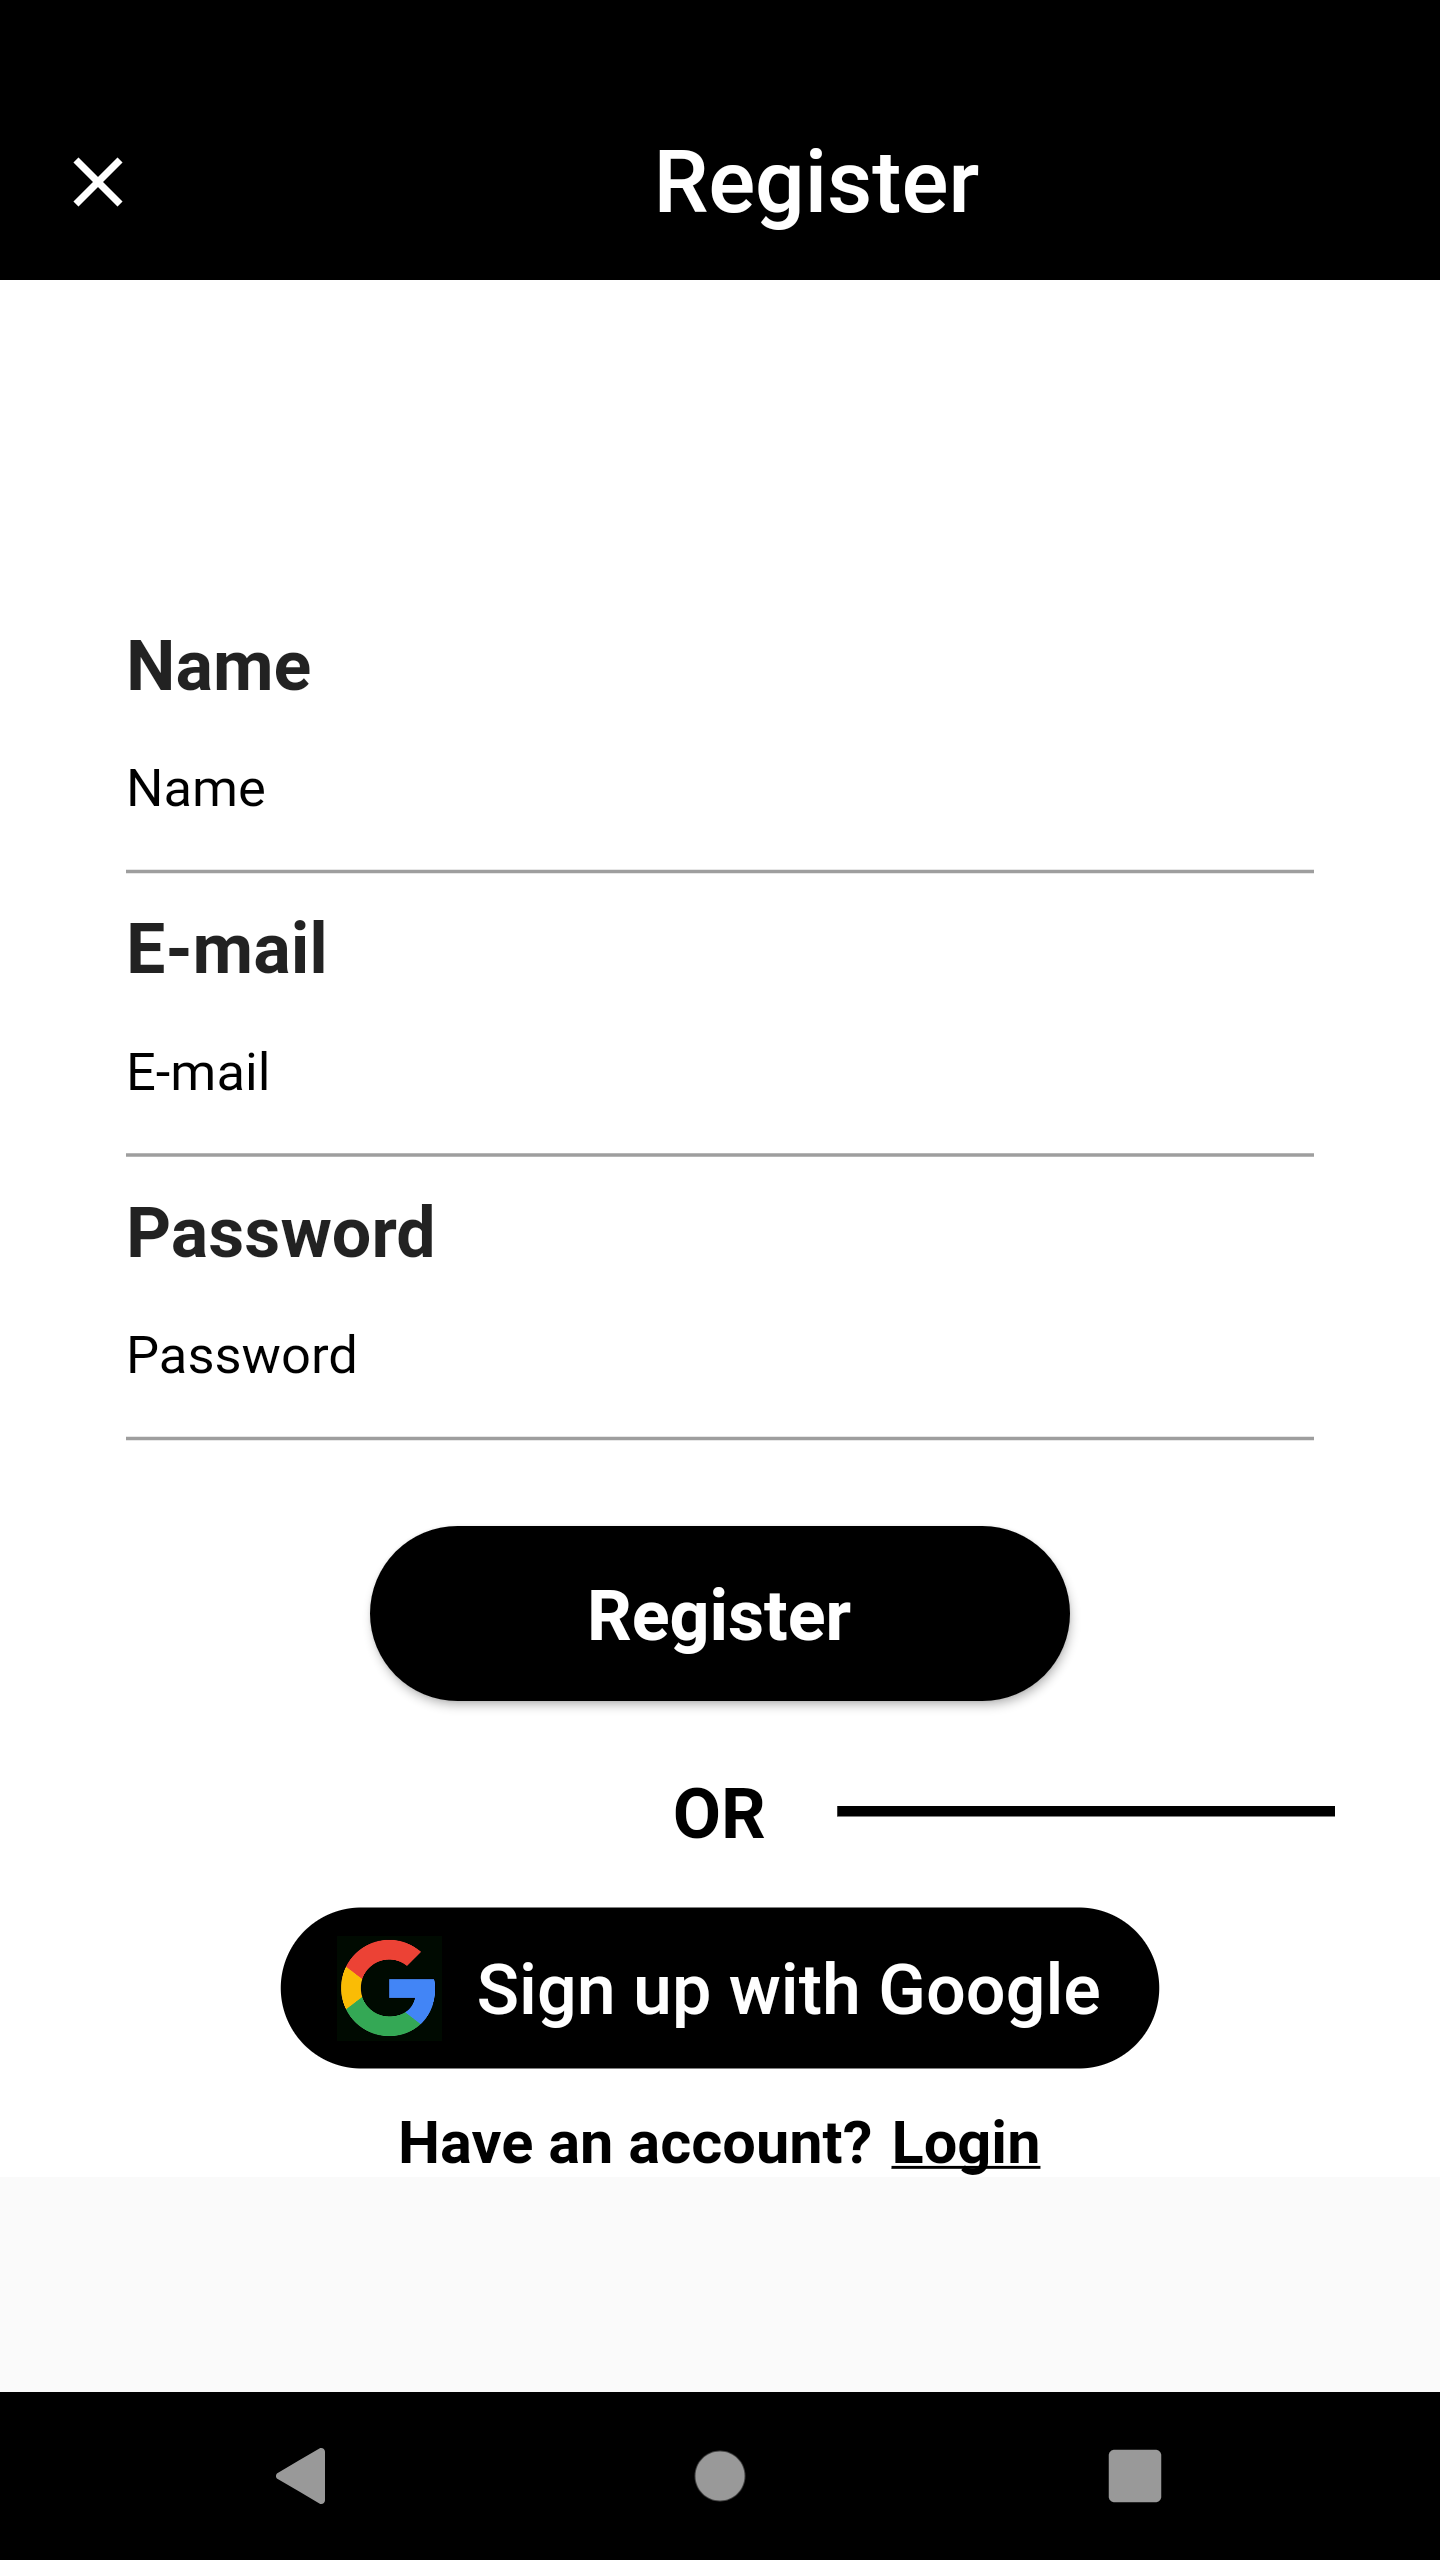 Register
Name
Name
E-mail
E-mail
Password
Password
Register
OR
Sign up with Google
Have an account? Login